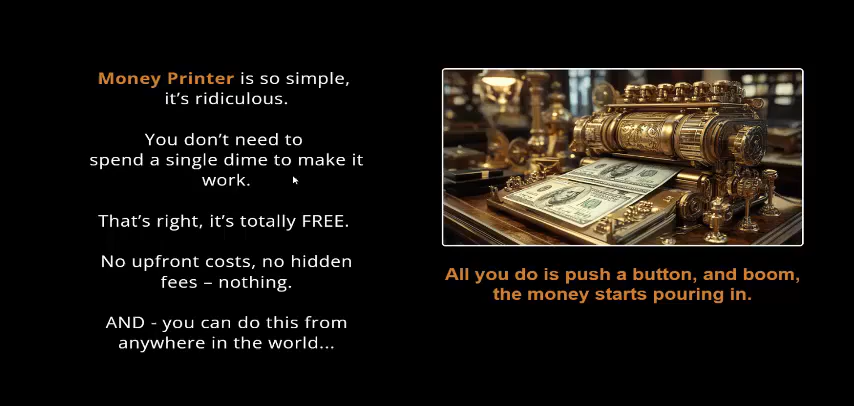 Money Printer is so simple,
it’s ridiculous.
You don’t need to
spend a single dime to make it
work.
That’s right, it’s totally FREE.
No upfront costs, no hidden
fees – nothing.
AND - you can do this from
anywhere in the world...
All you do is push a button, and boom,
the money starts pouring in.